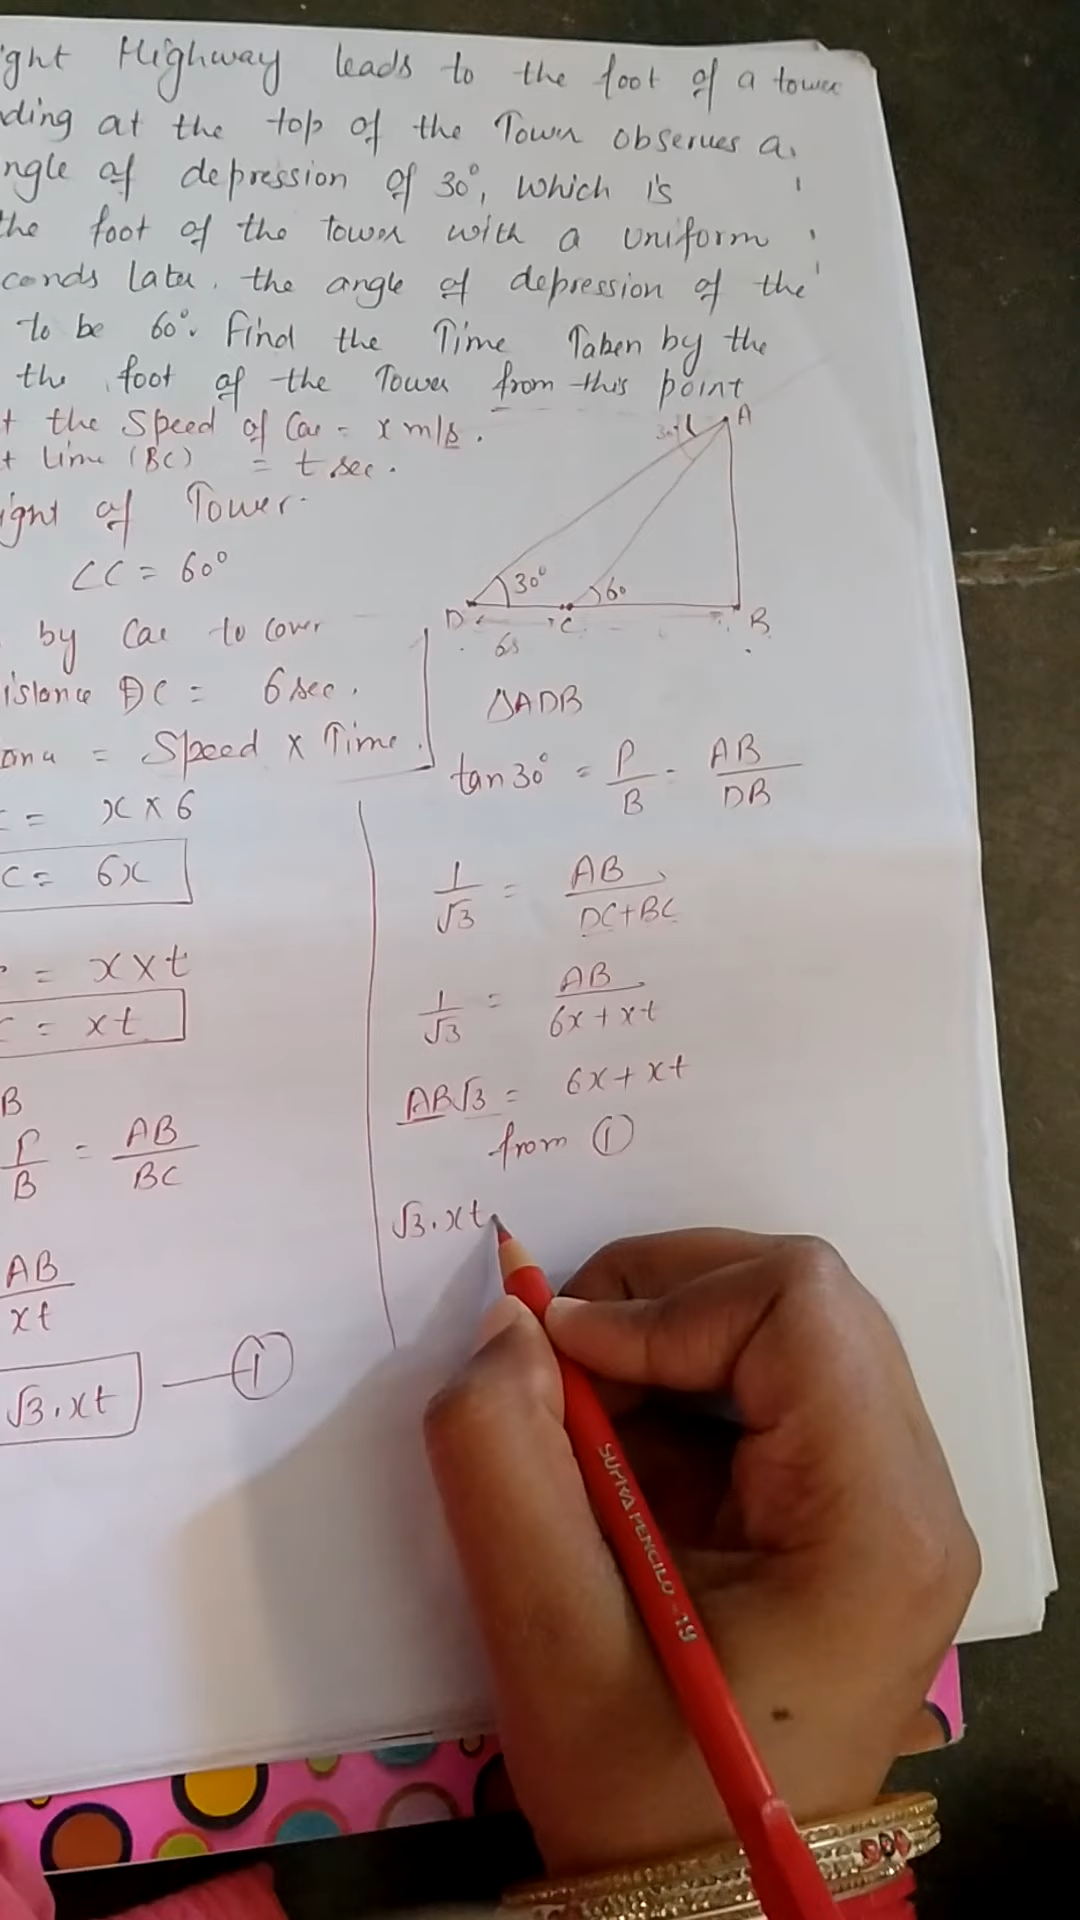 ght Highway leads to the foot of a tower
ding at the top of the Tower observes a
ngle of depression of 30°, which is
the foot of the tower with a uniform
conds later. the angle of depression of the
to be 60°. Find the Time Taken by the
the foot of the Tower from this point
t the Speed of Car = x m/s.
t time (BC) = t sec.
ight of Tower
∠C = 60°
by Car to cover
istance DC = 6 sec.
= Speed × Time
= x × 6
C = 6x
= x × t
C = xt
B
P/B = AB/BC
AB/xt
√3.xt — ①
A
30°
60
D
C
B
6s
△ADB
tan 30° = P/B = AB/DB
1/√3 = AB/DC+BC
1/√3 = AB/6x+xt
AB√3 = 6x+xt
from ①
√3.xt
SUPIRA PENCILO -19